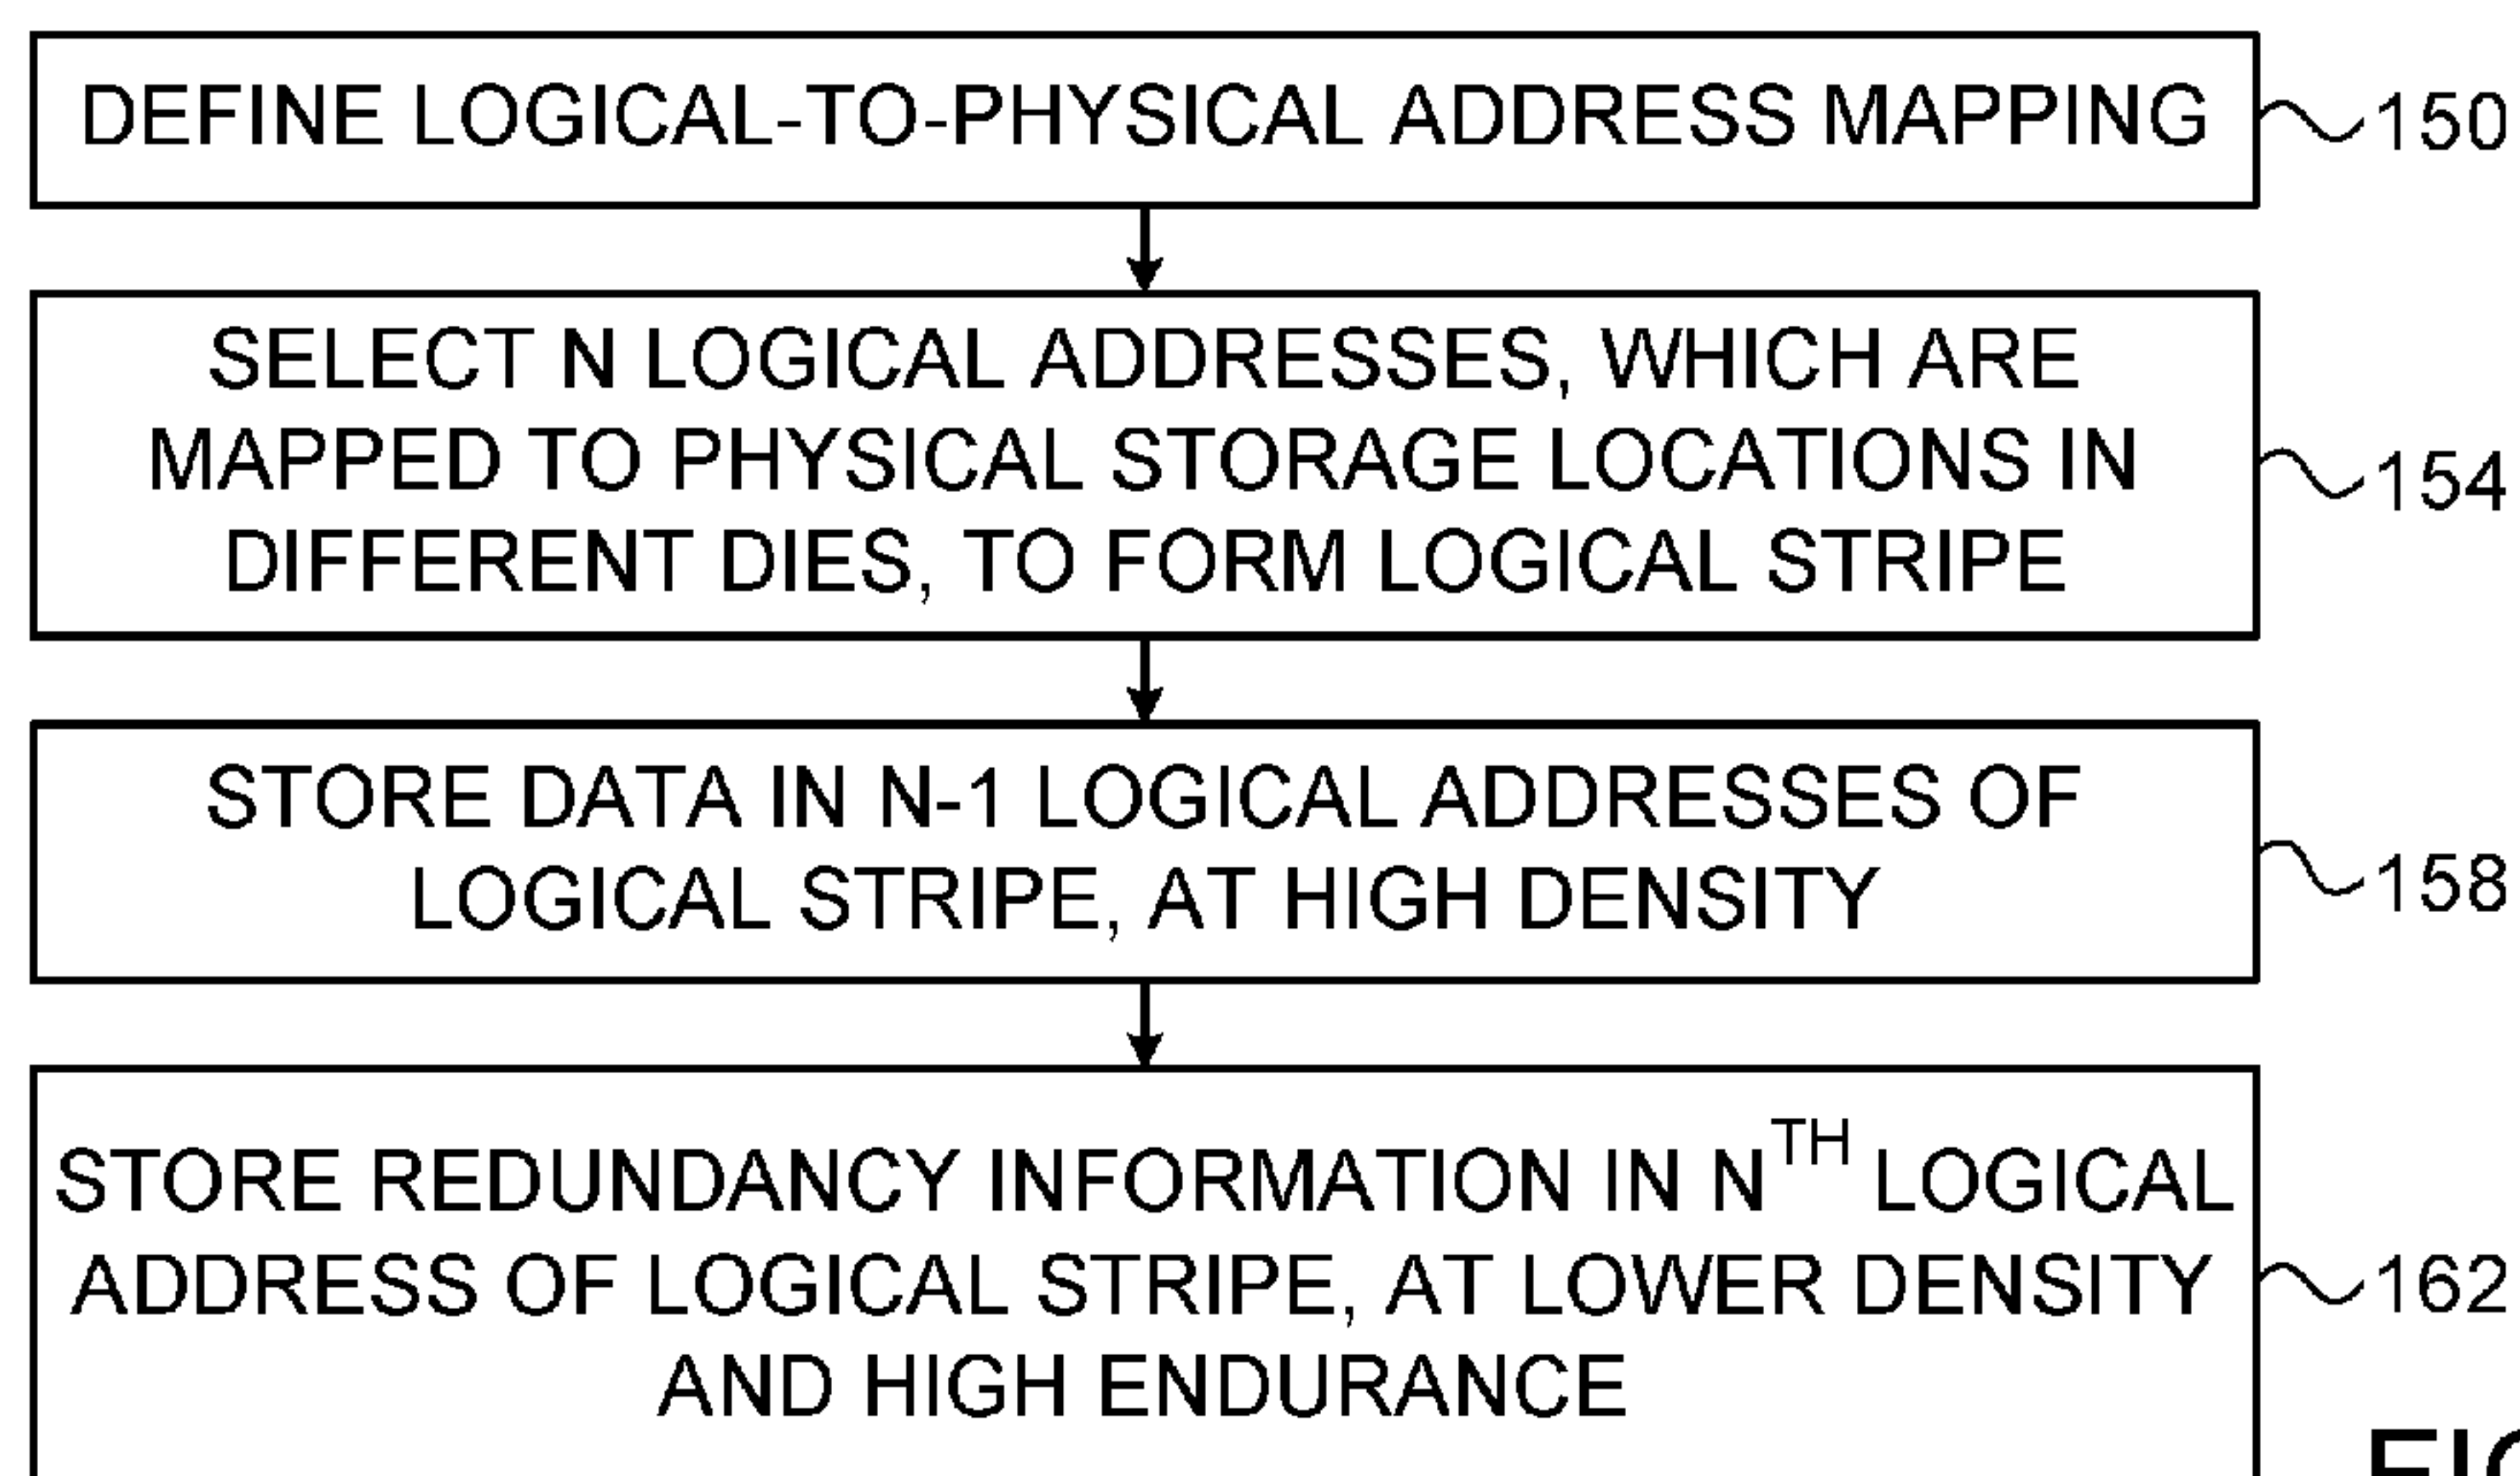 DEFINE LOGICAL-TO-PHYSICAL ADDRESS MAPPING
150
SELECT N LOGICAL ADDRESSES, WHICH ARE
MAPPED TO PHYSICAL STORAGE LOCATIONS IN
DIFFERENT DIES, TO FORM LOGICAL STRIPE
154
STORE DATA IN N-1 LOGICAL ADDRESSES OF
LOGICAL STRIPE, AT HIGH DENSITY
158
STORE REDUNDANCY INFORMATION IN N^TH LOGICAL
ADDRESS OF LOGICAL STRIPE, AT LOWER DENSITY
AND HIGH ENDURANCE
162